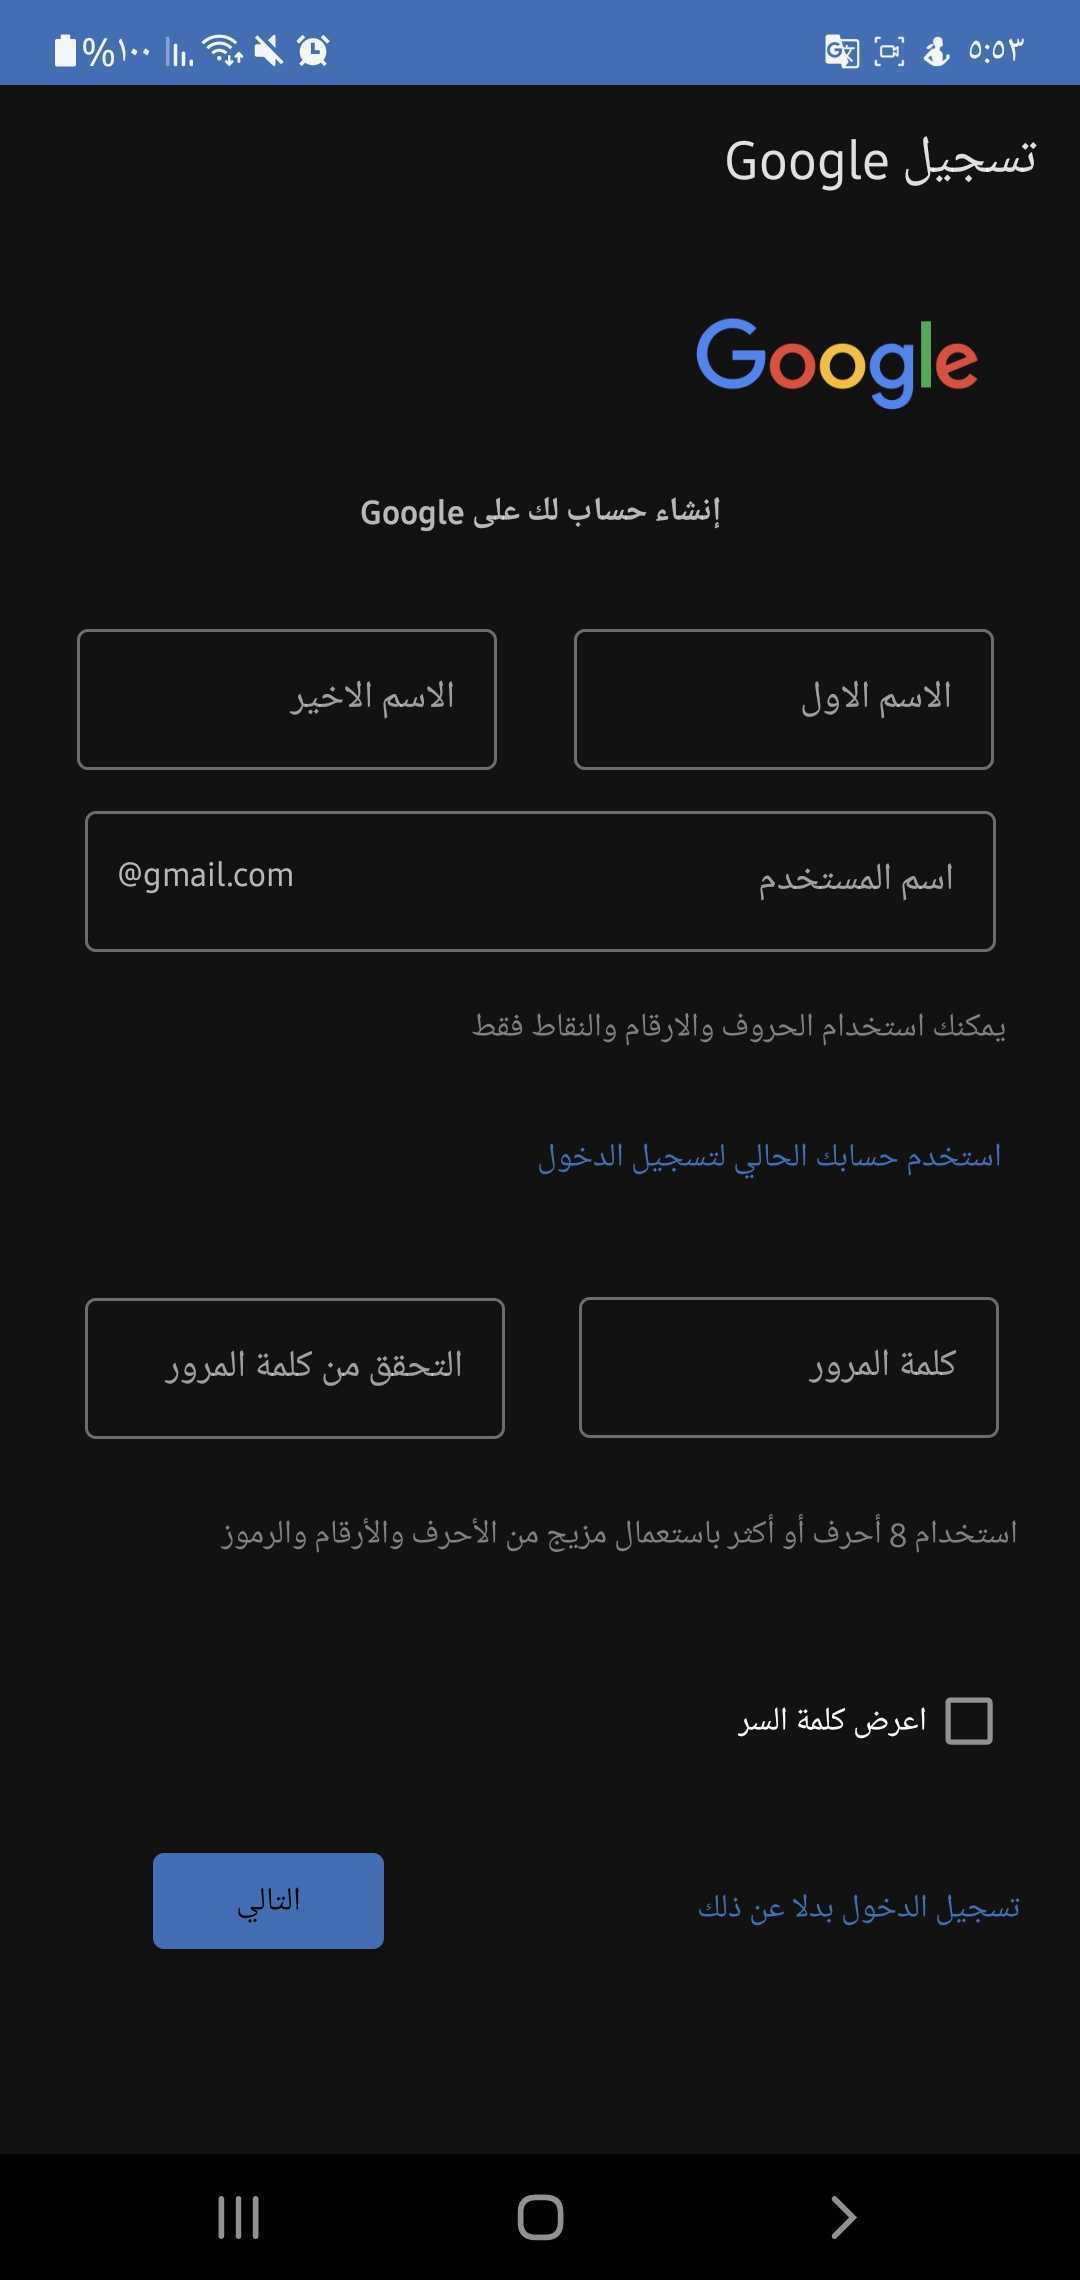 ٥:٥٣ %١٠٠
تسجيل Google
Google
إنشاء حساب لك على Google
الاسم الاول الاسم الاخير
اسم المستخدم @gmail.com
يمكنك استخدام الحروف والارقام والنقاط فقط
استخدم حسابك الحالي لتسجيل الدخول
كلمة المرور التحقق من كلمة المرور
استخدام 8 أحرف أو أكثر باستعمال مزيج من الأحرف والأرقام والرموز
اعرض كلمة السر
تسجيل الدخول بدلا عن ذلك التالي